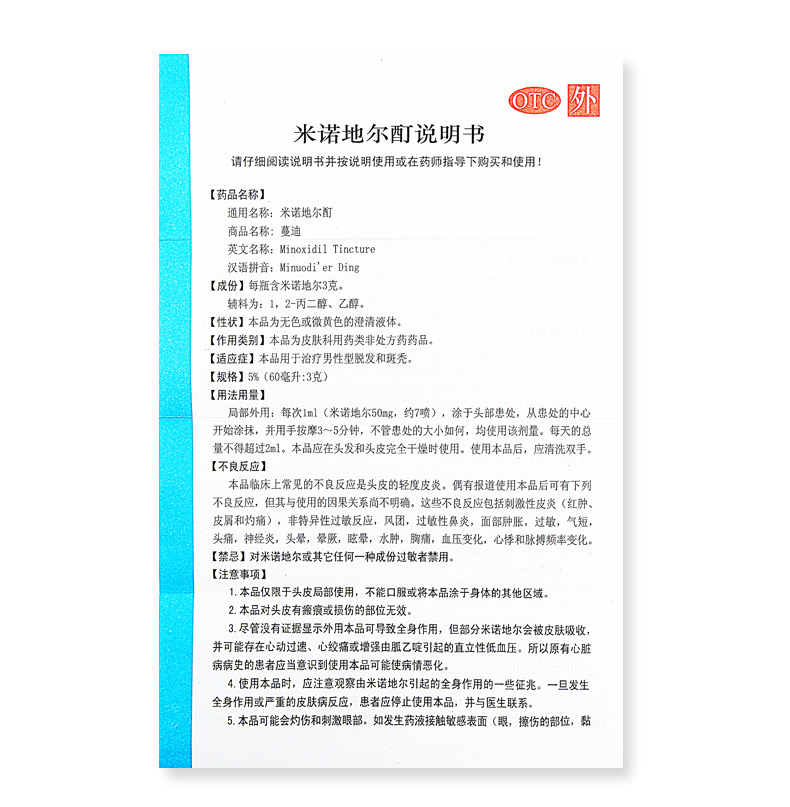 OTC 外
米诺地尔酊说明书
请仔细阅读说明书并按说明使用或在药师指导下购买和使用！
【药品名称】
通用名称：米诺地尔酊
商品名称：蔓迪
英文名称：Minoxidil Tincture
汉语拼音：Minuodi'er Ding
【成份】每瓶含米诺地尔3克。
辅料为：1，2-丙二醇、乙醇。
【性状】本品为无色或微黄色的澄清液体。
【作用类别】本品为皮肤科用药类非处方药药品。
【适应症】本品用于治疗男性型脱发和斑秃。
【规格】5%（60毫升:3克）
【用法用量】
局部外用：每次1ml（米诺地尔50mg，约7喷），涂于头部患处，从患处的中心
开始涂抹，并用手按摩3～5分钟，不管患处的大小如何，均使用该剂量。每天的总
量不得超过2ml。本品应在头发和头皮完全干燥时使用。使用本品后，应清洗双手。
【不良反应】
本品临床上常见的不良反应是头皮的轻度皮炎。偶有报道使用本品后可有下列
不良反应，但其与使用的因果关系尚不明确。这些不良反应包括刺激性皮炎（红肿、
皮屑和灼痛），非特异性过敏反应，风团，过敏性鼻炎，面部肿胀，过敏，气短，
头痛，神经炎，头晕，晕厥，眩晕，水肿，胸痛，血压变化，心悸和脉搏频率变化。
【禁忌】对米诺地尔或其它任何一种成份过敏者禁用。
【注意事项】
1.本品仅限于头皮局部使用，不能口服或将本品涂于身体的其他区域。
2.本品对头皮有瘢痕或损伤的部位无效。
3.尽管没有证据显示外用本品可导致全身作用，但部分米诺地尔会被皮肤吸收，
并可能存在心动过速、心绞痛或增强由胍乙啶引起的直立性低血压。所以原有心脏
病病史的患者应当意识到使用本品可能使病情恶化。
4.使用本品时，应注意观察由米诺地尔引起的全身作用的一些征兆。一旦发生
全身作用或严重的皮肤病反应，患者应停止使用本品，并与医生联系。
5.本品可能会灼伤和刺激眼部。如发生药液接触敏感表面（眼，擦伤的部位，黏